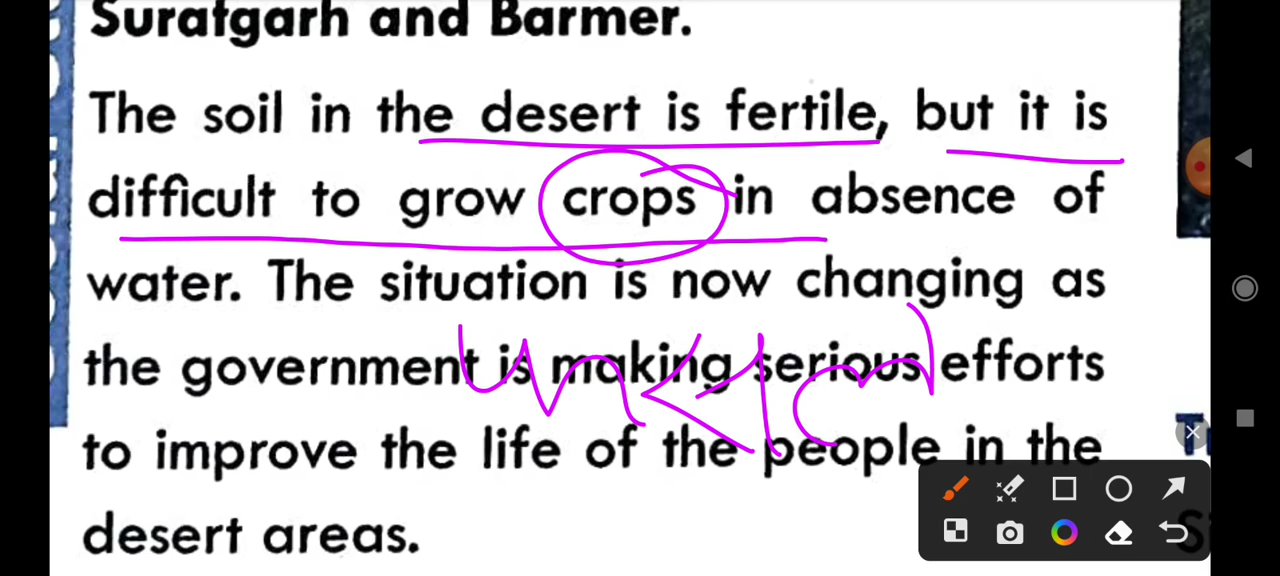 Suratgarh and Barmer.
The soil in the desert is fertile, but it is
difficult to grow crops in absence of
water. The situation is now changing as
the government is making serious efforts
to improve the life of the people in the
desert areas.